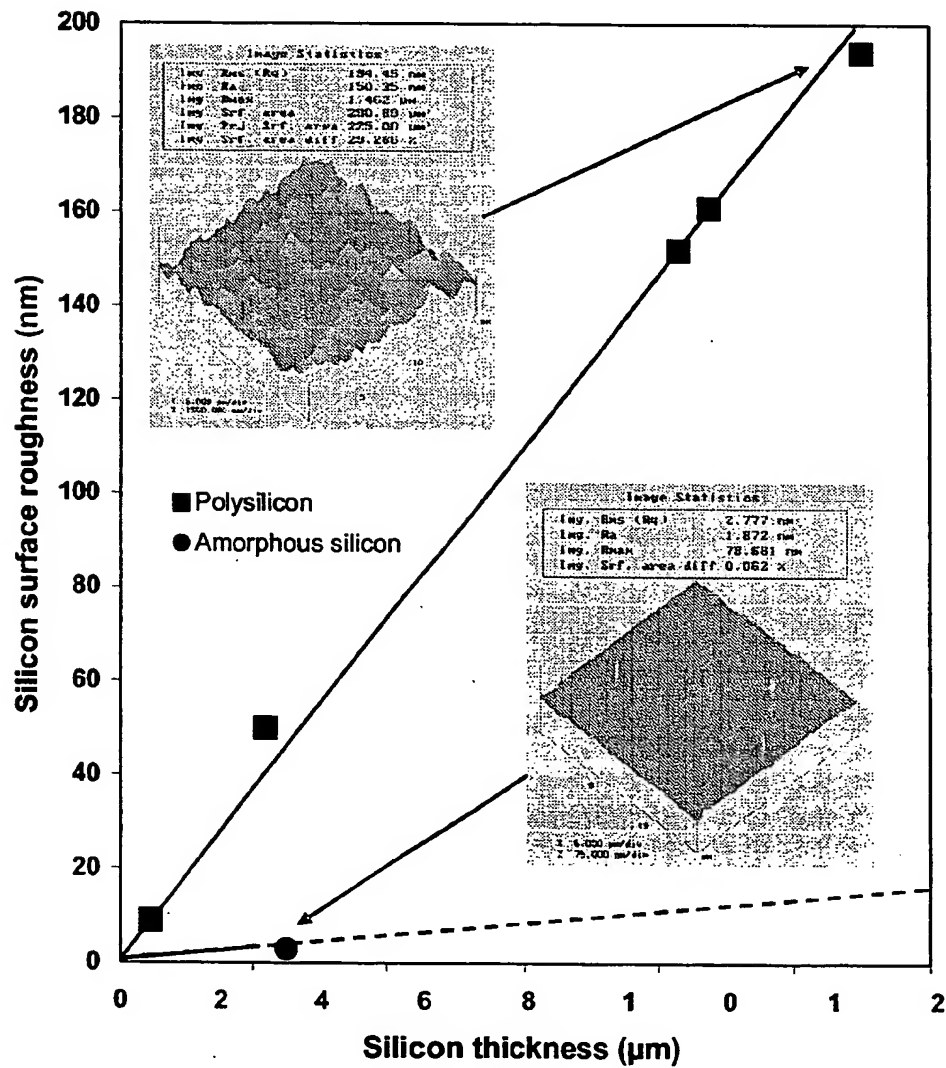 200
180
160
140
120
100
80
60
40
20
0
Silicon surface roughness (nm)
Image Statistics
Img. Rms (Rq) 194.45 nm
Img. Ra 150.35 nm
Img. Rmax 1.462 µm
Img. Srf. area 290.80 µm²
Img. Prj. Srf. area 225.00 µm²
Img. Srf. area diff 29.266 %
■ Polysilicon
● Amorphous silicon
Image Statistics
Img. Rms (Rq) 2.777 nm
Img. Ra 1.872 nm
Img. Rmax 78.681 nm
Img. Srf. area diff 0.062 %
0 2 4 6 8 1 0 1 2
Silicon thickness (µm)